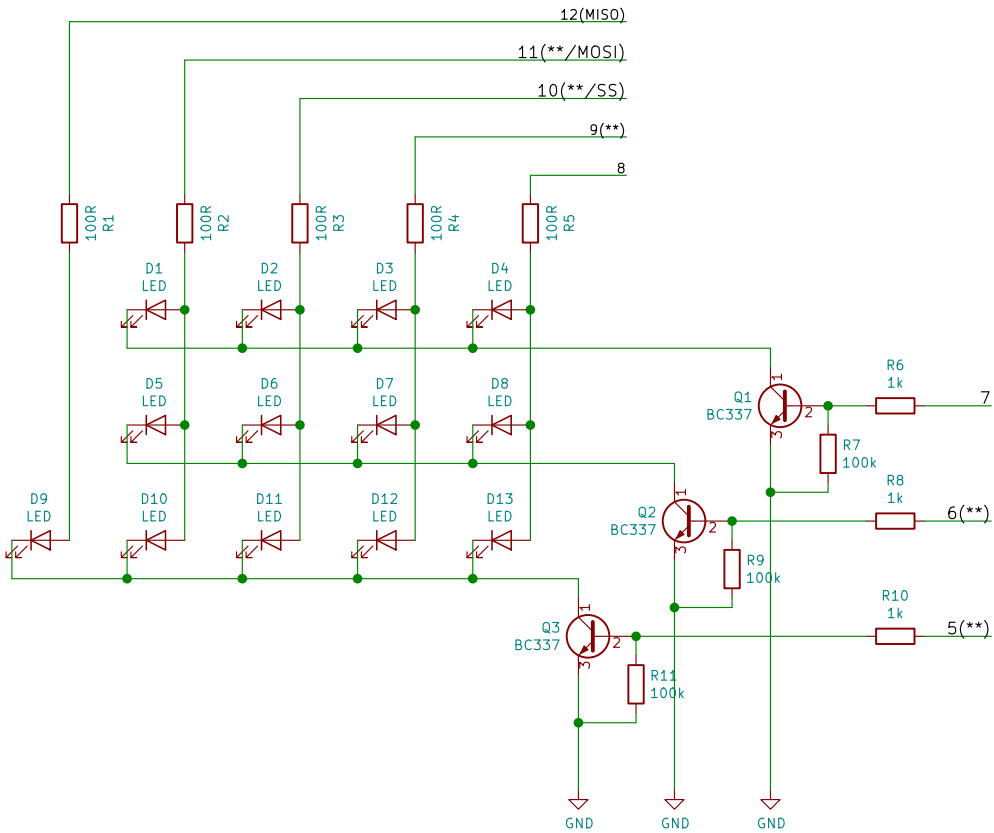 12(MISO)
11(**/MOSI)
10(**/SS)
9(**)
8
100R
R1
100R
R2
100R
R3
100R
R4
100R
R5
D1
LED
D2
LED
D3
LED
D4
LED
D5
LED
D6
LED
D7
LED
D8
LED
D9
LED
D10
LED
D11
LED
D12
LED
D13
LED
Q1
BC337
1
2
3
R6
1k
7
R7
100k
Q2
BC337
1
2
3
R8
1k
6(**)
R9
100k
Q3
BC337
1
2
3
R10
1k
5(**)
R11
100k
GND
GND
GND